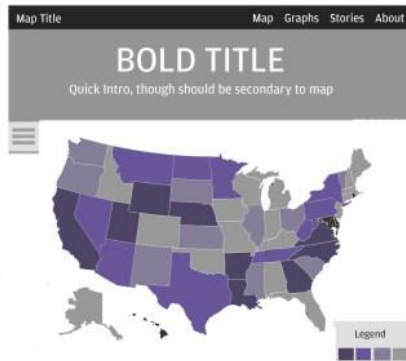 Map Title Map Graphs Stories About
BOLD TITLE
Quick Intro, though should be secondary to map
Legend